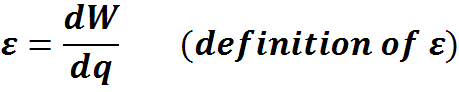 ε = dW/dq (definition of ε)